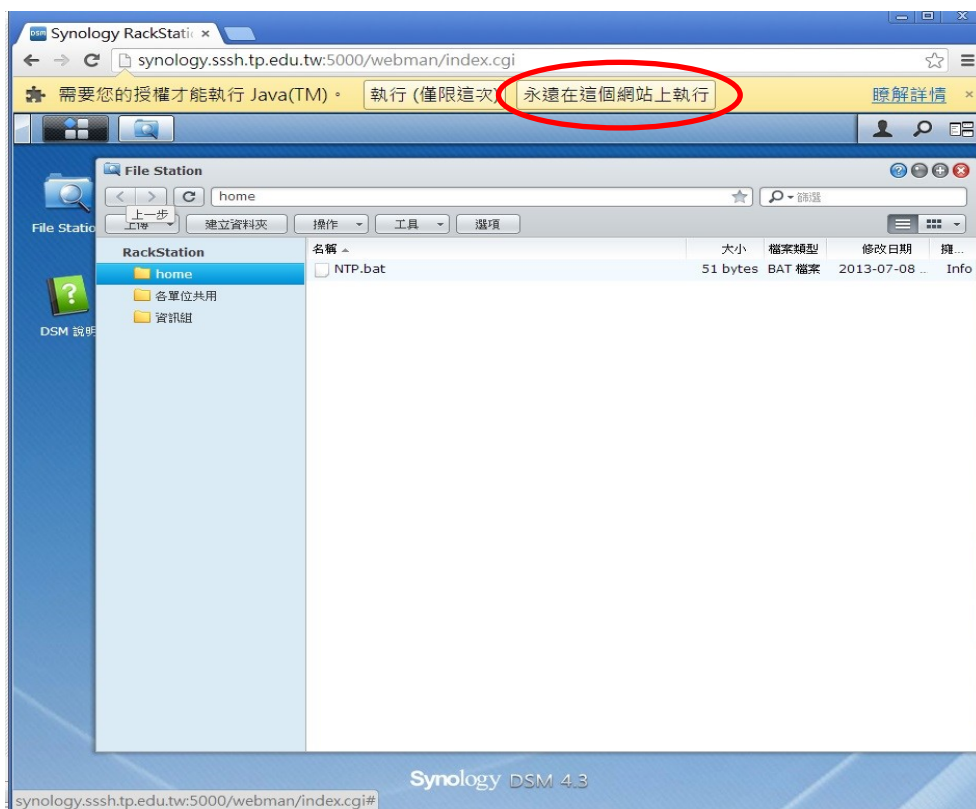 Synology RackStatic
synology.sssh.tp.edu.tw:5000/webman/index.cgi
需要您的授權才能執行 Java(TM)。 執行 (僅限這次) 永遠在這個網站上執行 瞭解詳情
File Station
home 篩選
上一步
上傳 建立資料夾 操作 工具 選項
File Statio
RackStation 名稱 大小 檔案類型 修改日期 擁...
home NTP.bat 51 bytes BAT 檔案 2013-07-08 .. Info
各單位共用
資訊組
DSM 說明
Synology DSM 4.3
synology.sssh.tp.edu.tw:5000/webman/index.cgi#